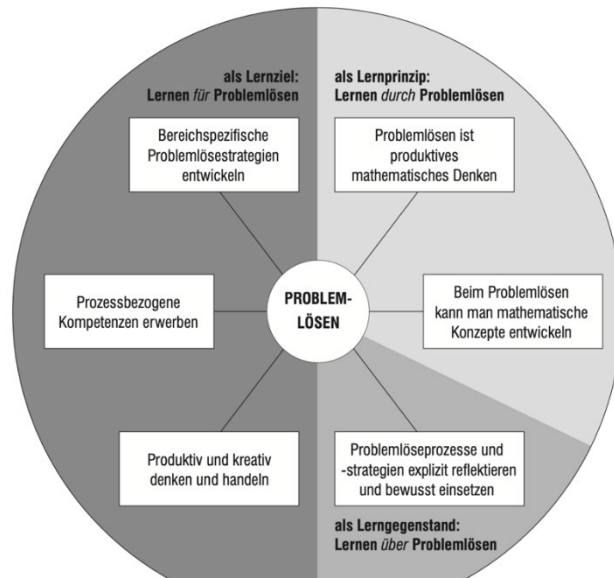 als Lernziel:
Lernen für Problemlösen
Bereichspezifische
Problemlösestrategien
entwickeln
Prozessbezogene
Kompetenzen erwerben
Produktiv und kreativ
denken und handeln
PROBLEM-
LÖSEN
als Lernprinzip:
Lernen durch Problemlösen
Problemlösen ist
produktives
mathematisches Denken
Beim Problemlösen
kann man mathematische
Konzepte entwickeln
Problemlöseprozesse und
-strategien explizit reflektieren
und bewusst einsetzen
als Lerngegenstand:
Lernen über Problemlösen